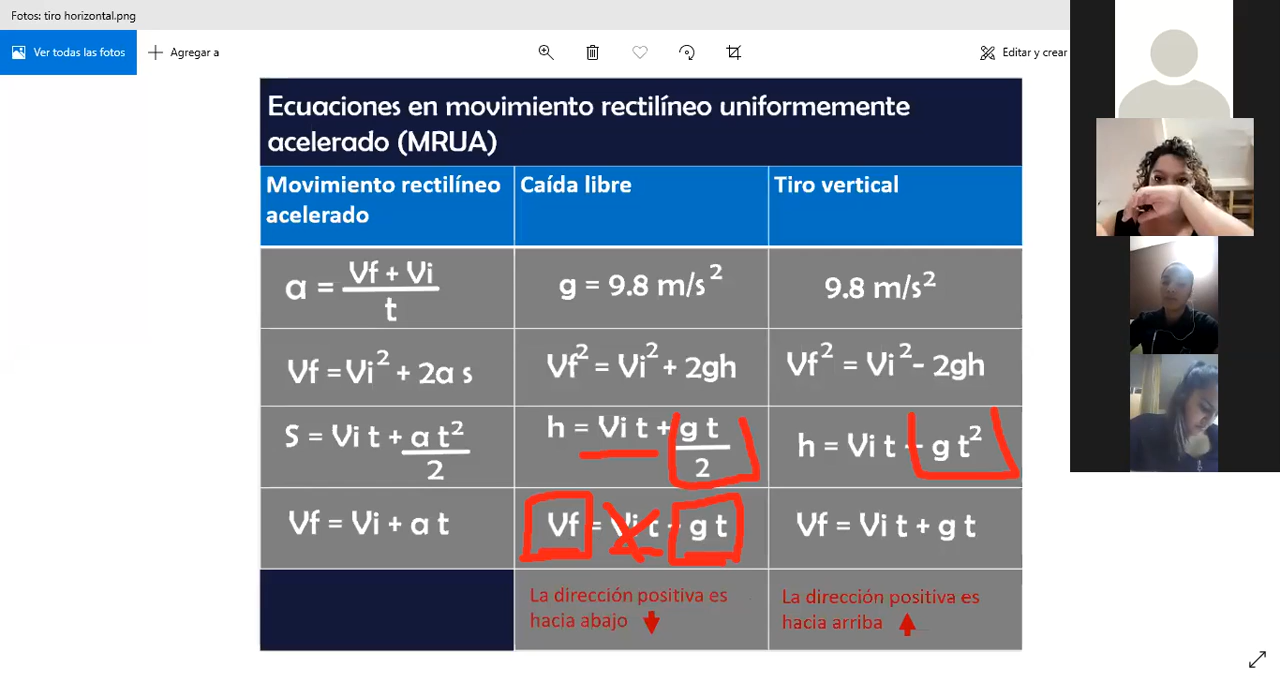 Fotos: tiro horizontal.png
Ver todas las fotos
Agregar a
Editar y crear
Ecuaciones en movimiento rectilíneo uniformemente
acelerado (MRUA)
Movimiento rectilíneo
acelerado
Caída libre
Tiro vertical
a = Vf + Vi / t
g = 9.8 m/s²
9.8 m/s²
Vf = Vi² + 2a s
Vf² = Vi² + 2gh
Vf² = Vi² - 2gh
S = Vi t + a t² / 2
h = Vi t + g t / 2
h = Vi t - g t²
Vf = Vi + a t
Vf = Vi t - g t
Vf = Vi t + g t
La dirección positiva es
hacia abajo
La dirección positiva es
hacia arriba